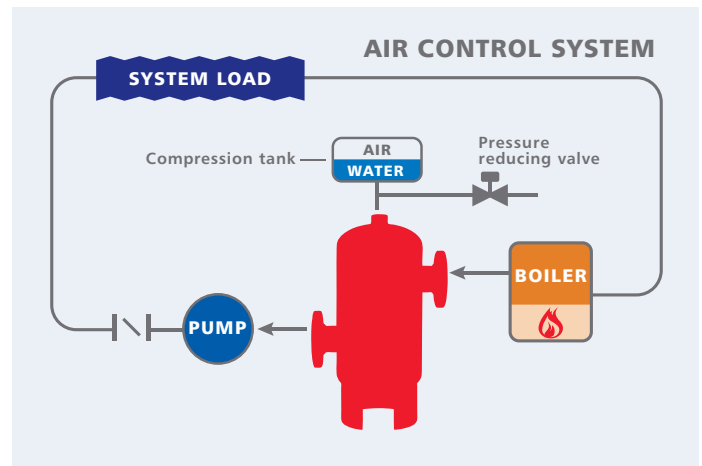 AIR CONTROL SYSTEM
SYSTEM LOAD
Compression tank
AIR
WATER
Pressure
reducing valve
BOILER
PUMP